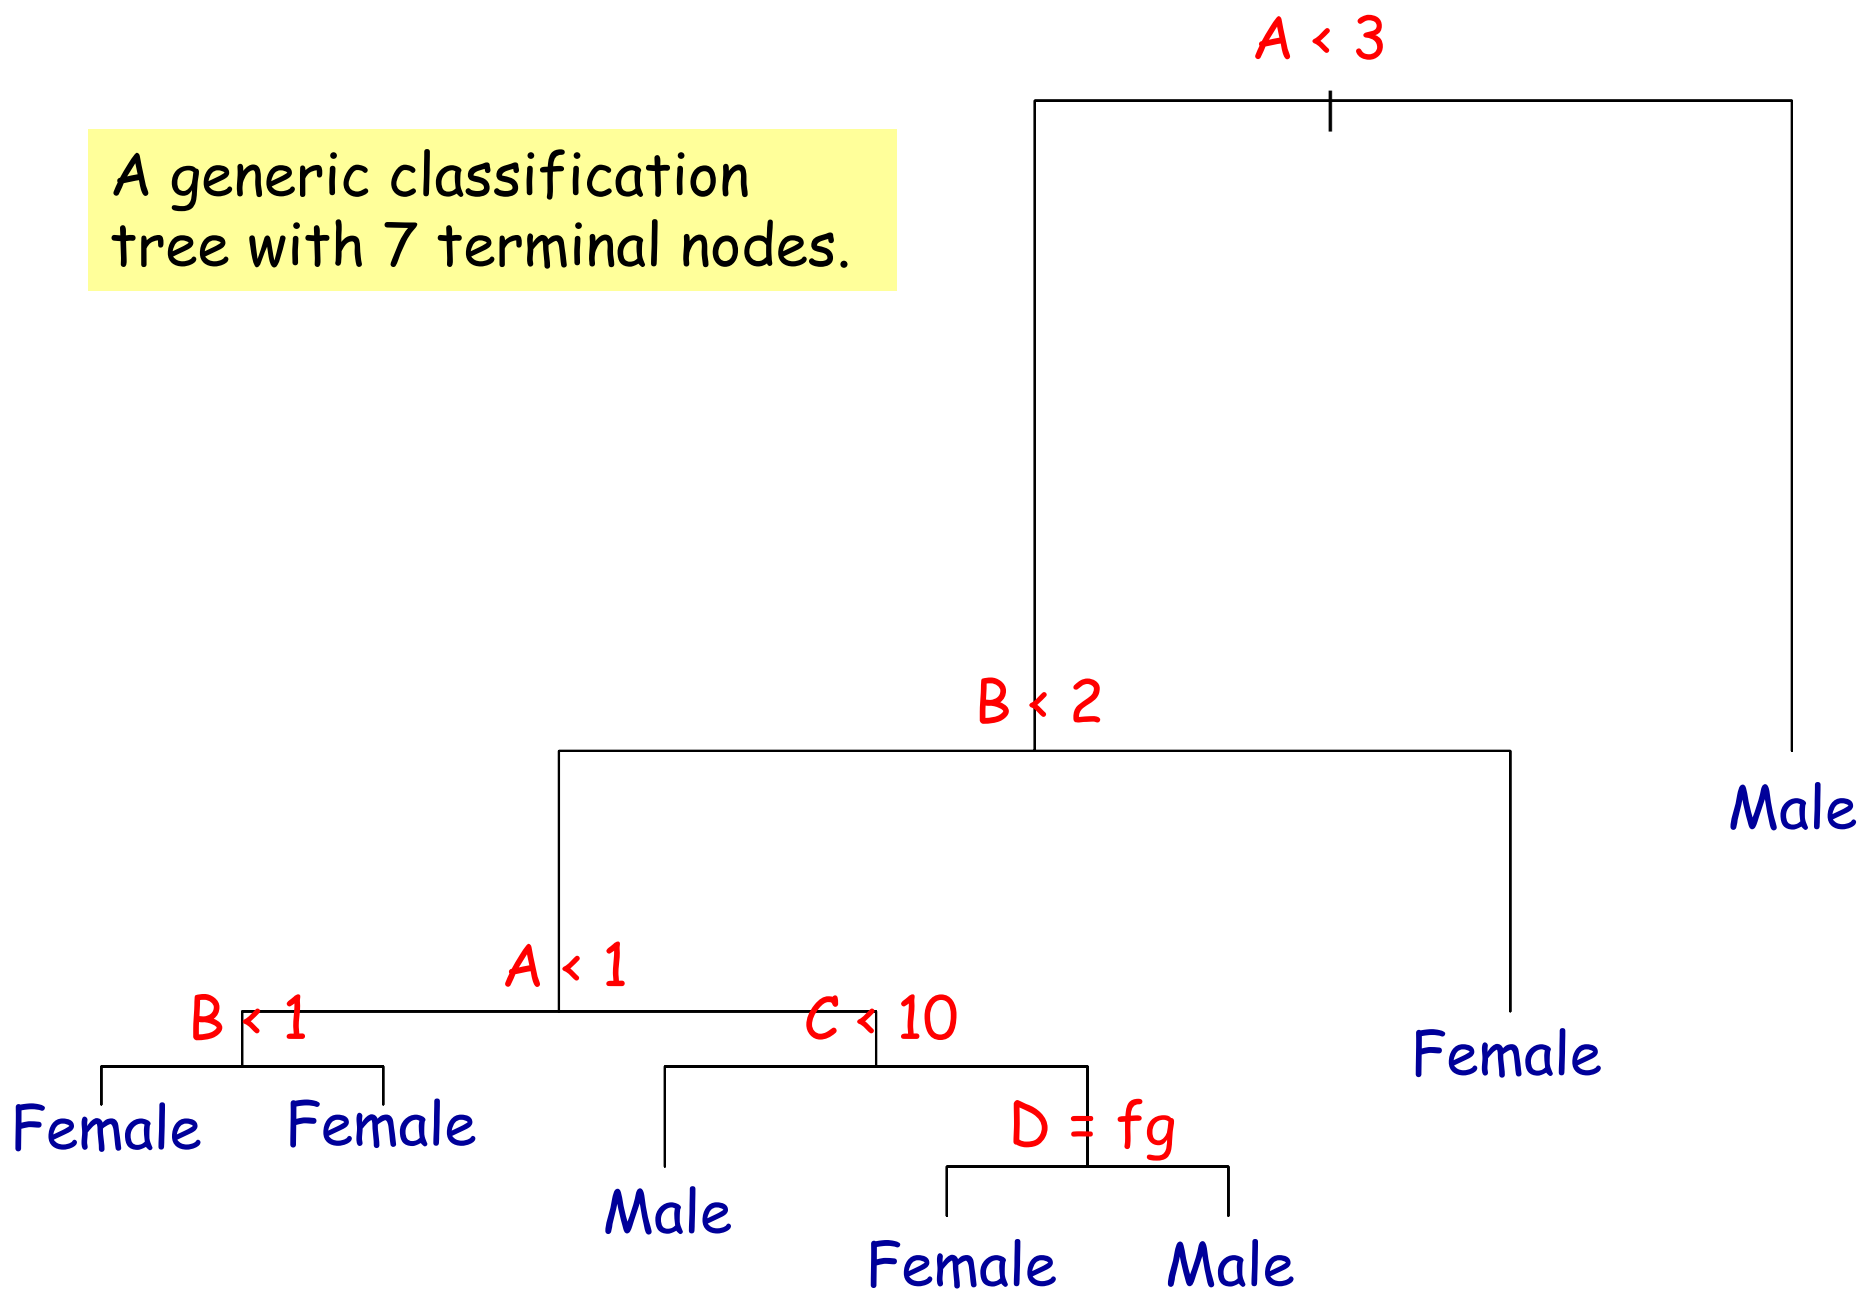 A < 3
A generic classification
tree with 7 terminal nodes.
B < 2
Male
A < 1
B < 1
C < 10
Female
Female
Female
D = fg
Male
Female
Male